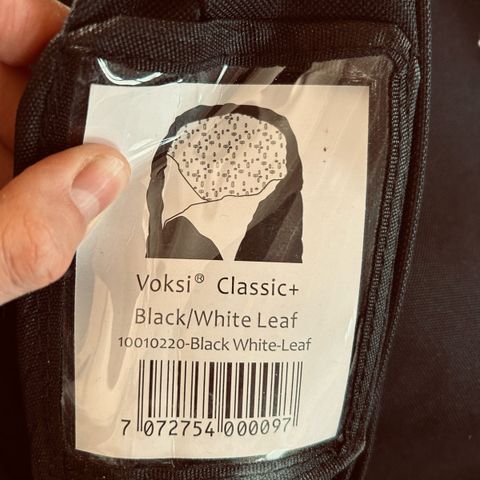 Voksi® Classic+
Black/White Leaf
10010220-Black White-Leaf
7 072754 000097